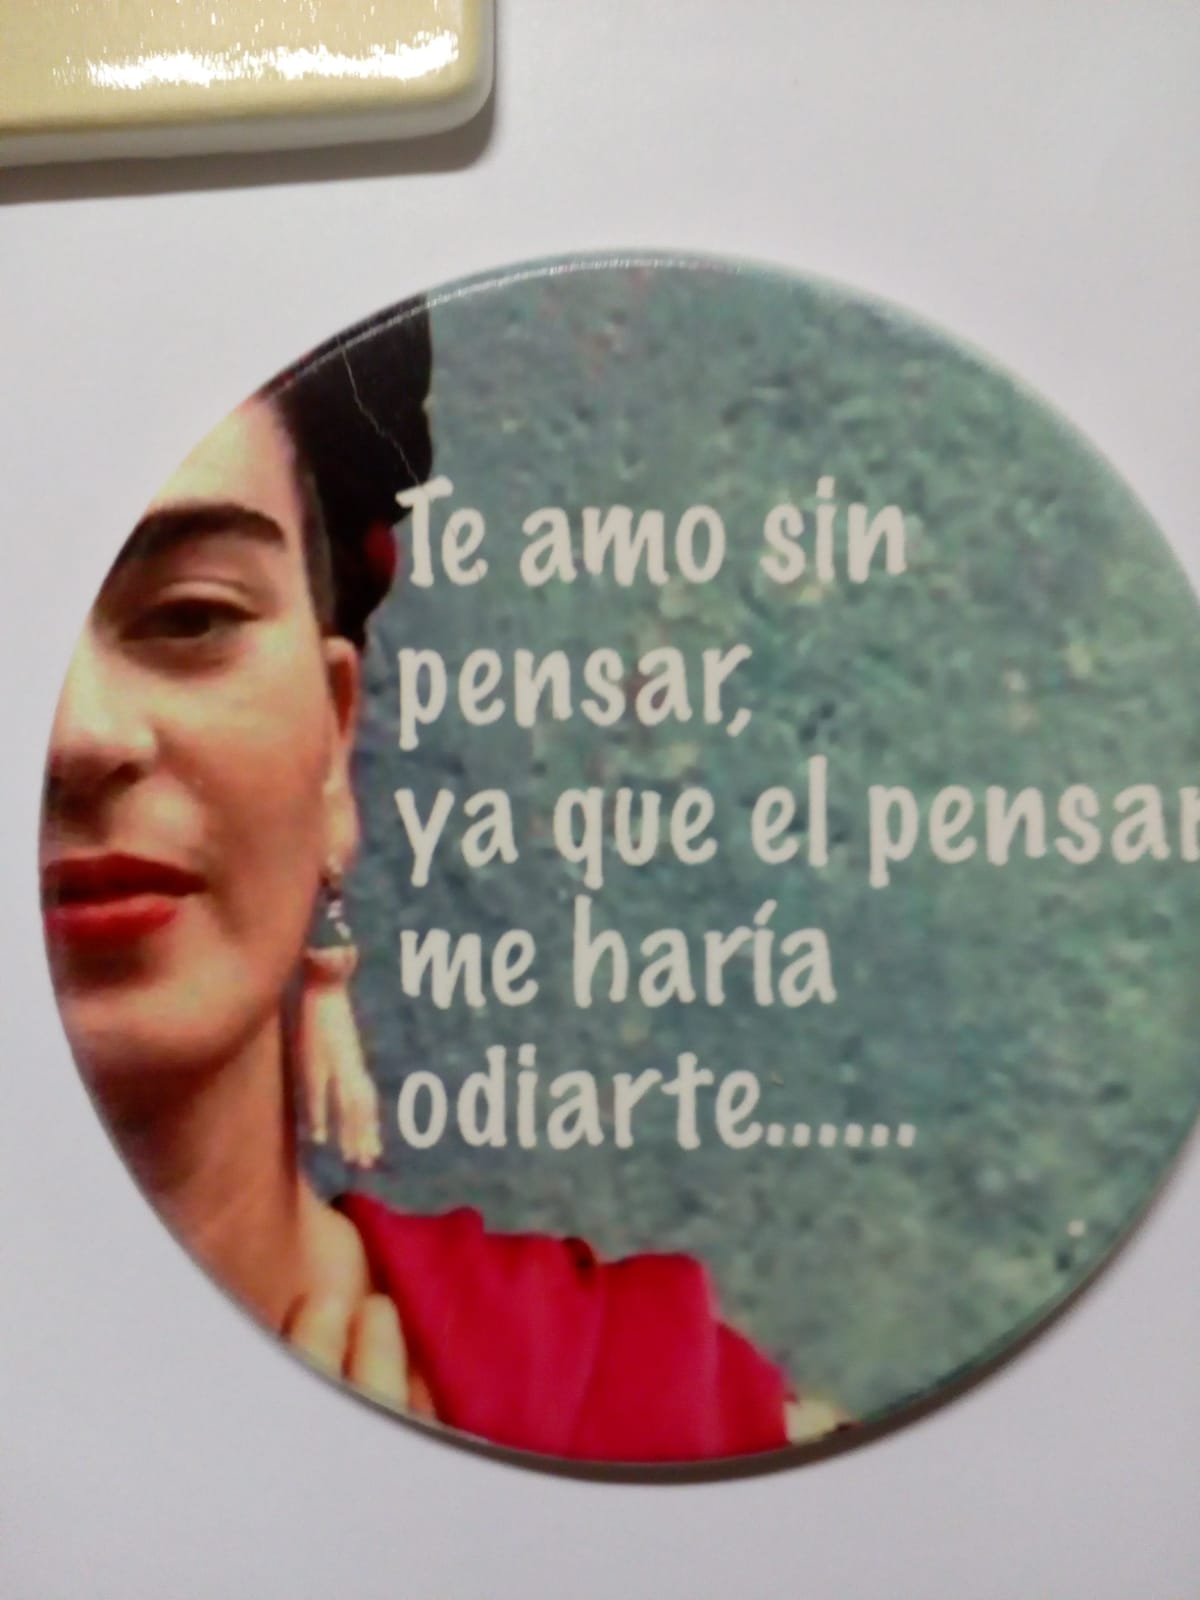 Te amo sin
pensar,
ya que el pensar
me haría
odiarte......